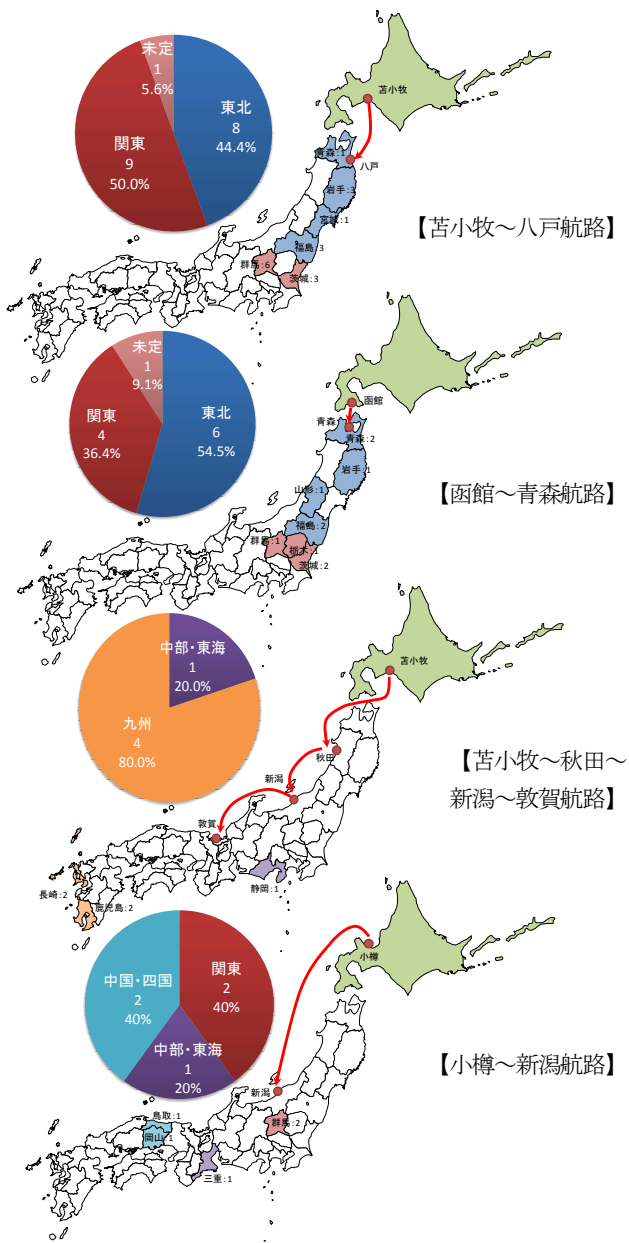 未定
1
5.6%
東北
8
44.4%
関東
9
50.0%
苫小牧
青森:1
八戸
岩手:3
宮城:1
福島:3
群馬:6
茨城:3
【苫小牧~八戸航路】
未定
1
9.1%
東北
6
54.5%
関東
4
36.4%
函館
青森
青森:2
岩手:1
山形:1
福島:2
群馬:1
栃木:1
茨城:2
【函館~青森航路】
中部・東海
1
20.0%
九州
4
80.0%
苫小牧
秋田
新潟
敦賀
静岡:1
長崎:2
鹿児島:2
【苫小牧~秋田~
新潟~敦賀航路】
中国・四国
2
40%
関東
2
40%
中部・東海
1
20%
小樽
新潟
鳥取:1
岡山:1
群馬:2
三重:1
【小樽~新潟航路】